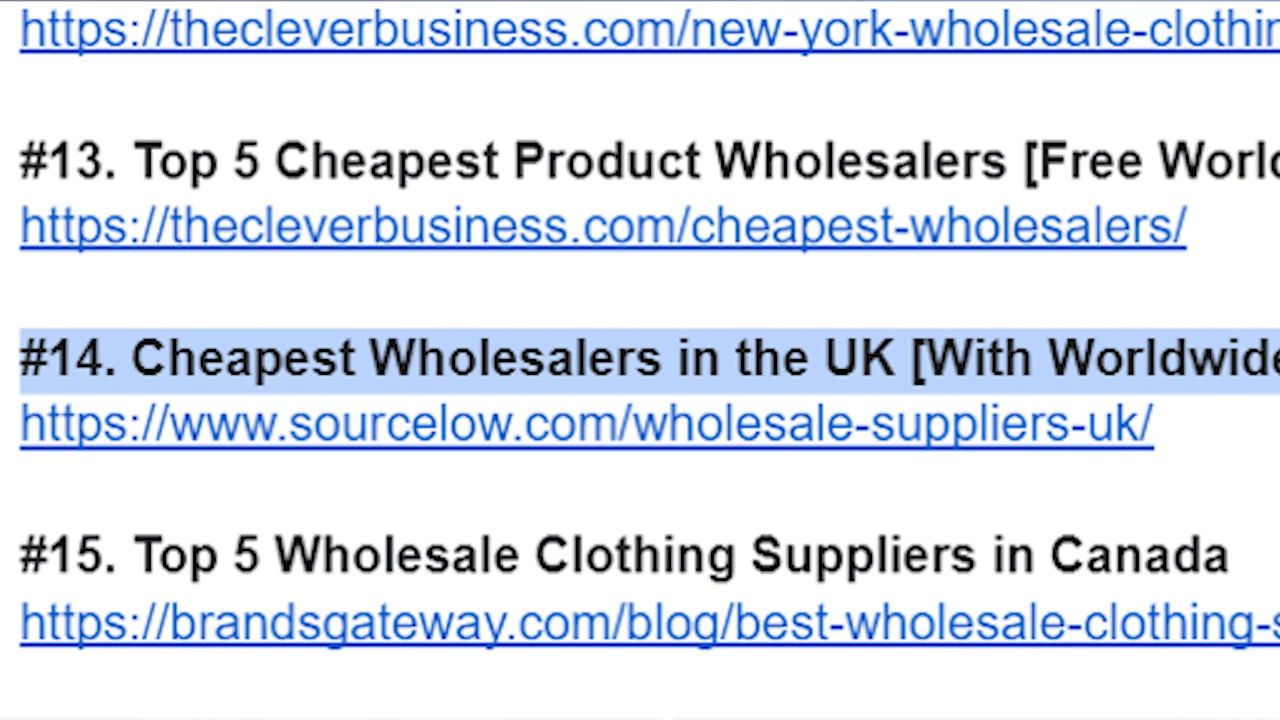 https://thecleverbusiness.com/new-york-wholesale-clothin
#13. Top 5 Cheapest Product Wholesalers [Free World
https://thecleverbusiness.com/cheapest-wholesalers/
#14. Cheapest Wholesalers in the UK [With Worldwide
https://www.sourcelow.com/wholesale-suppliers-uk/
#15. Top 5 Wholesale Clothing Suppliers in Canada
https://brandsgateway.com/blog/best-wholesale-clothing-s